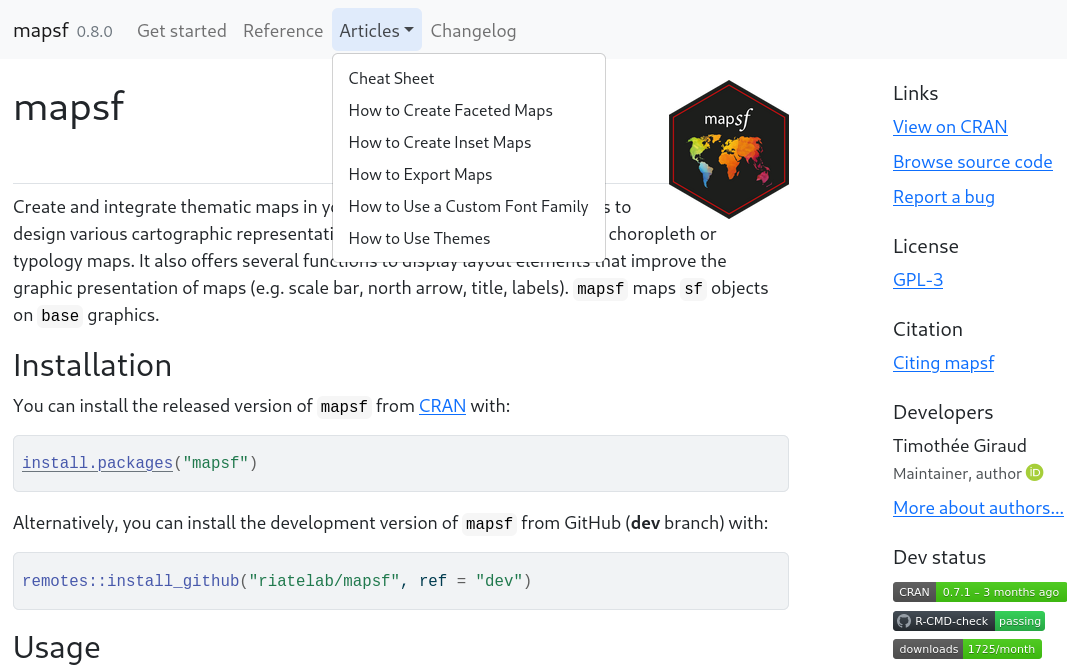 mapsf 0.8.0 Get started Reference Articles Changelog
Cheat Sheet
How to Create Faceted Maps
How to Create Inset Maps
How to Export Maps
How to Use a Custom Font Family
How to Use Themes
mapsf
mapsf
Create and integrate thematic maps in s to
design various cartographic choropleth or
typology maps. It also offers several functions to display layout elements that improve the
graphic presentation of maps (e.g. scale bar, north arrow, title, labels). mapsf maps sf objects
on base graphics.
Installation
You can install the released version of mapsf from CRAN with:
install.packages("mapsf")
Alternatively, you can install the development version of mapsf from GitHub (dev branch) with:
remotes::install_github("riatelab/mapsf", ref = "dev")
Usage
Links
View on CRAN
Browse source code
Report a bug
License
GPL-3
Citation
Citing mapsf
Developers
Timothée Giraud
Maintainer, author iD
More about authors...
Dev status
CRAN 0.7.1 – 3 months ago
R-CMD-check passing
downloads 1725/month